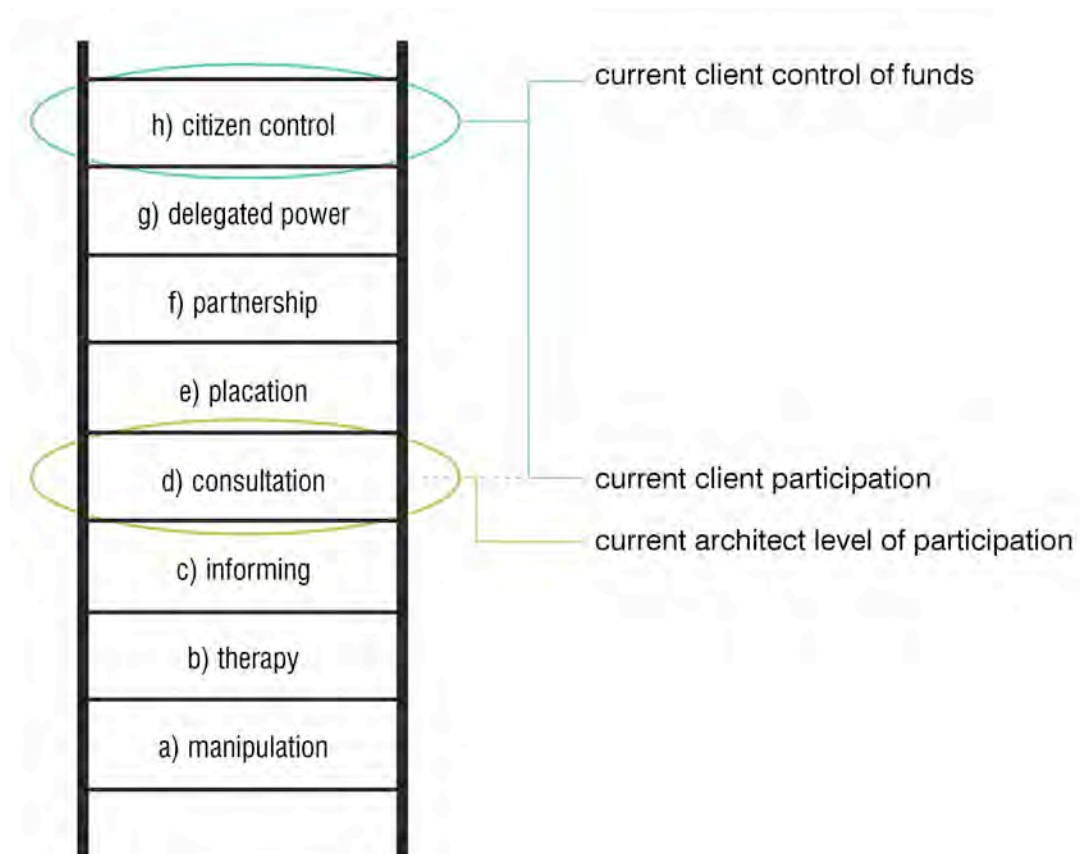 current client control of funds
h) citizen control
g) delegated power
f) partnership
e) placation
d) consultation
current client participation
current architect level of participation
c) informing
b) therapy
a) manipulation